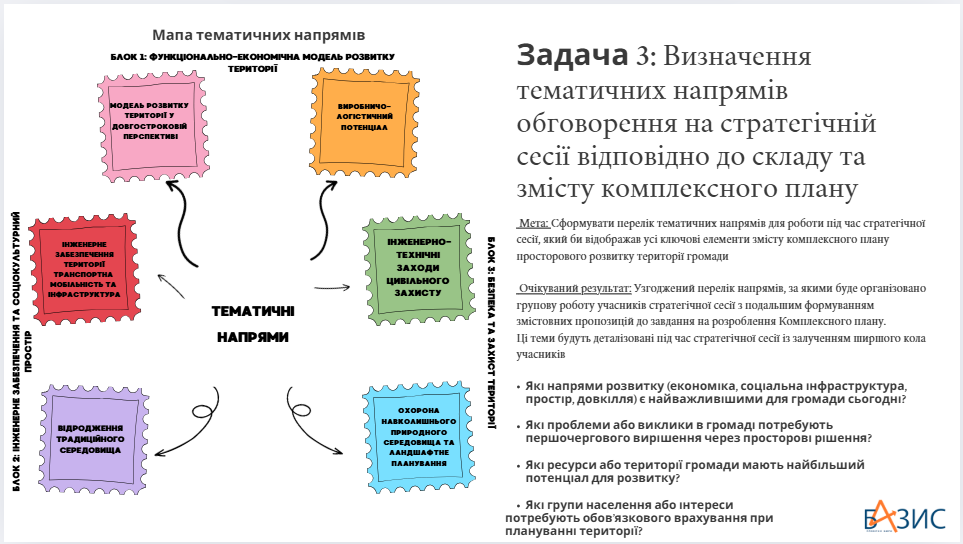 Мапа тематичних напрямів
БЛОК 1: ФУНКЦІОНАЛЬНО-ЕКОНОМІЧНА МОДЕЛЬ РОЗВИТКУ
ТЕРИТОРІЇ
МОДЕЛЬ РОЗВИТКУ
ТЕРИТОРІЇ У
ДОВГОСТРОКОВІЙ
ПЕРСПЕКТИВІ
ВИРОБНИЧО-
ЛОГІСТИЧНИЙ
ПОТЕНЦІАЛ
БЛОК 2: ІНЖЕНЕРНЕ ЗАБЕЗПЕЧЕННЯ ТА СОЦІОКУЛЬТУРНИЙ
ПРОСТІР
ІНЖЕНЕРНЕ
ЗАБЕЗПЕЧЕННЯ
ТЕРИТОРІЇ
ТРАНСПОРТНА
МОБІЛЬНІСТЬ ТА
ІНФРАСТРУКТУРА
ІНЖЕНЕРНО-
ТЕХНІЧНІ
ЗАХОДИ
ЦИВІЛЬНОГО
ЗАХИСТУ
БЛОК 3: БЕЗПЕКА ТА ЗАХИСТ ТЕРИТОРІЇ
ТЕМАТИЧНІ
НАПРЯМИ
ВІДРОДЖЕННЯ
ТРАДИЦІЙНОГО
СЕРЕДОВИЩА
ОХОРОНА
НАВКОЛИШНЬОГО
ПРИРОДНОГО
СЕРЕДОВИЩА ТА
ЛАНДШАФТНЕ
ПЛАНУВАННЯ
Задача 3: Визначення
тематичних напрямів
обговорення на стратегічній
сесії відповідно до складу та
змісту комплексного плану
Мета: Сформувати перелік тематичних напрямів для роботи під час стратегічної
сесії, який би відображав усі ключові елементи змісту комплексного плану
просторового розвитку території громади
Очікуваний результат: Узгоджений перелік напрямів, за якими буде організовано
групову роботу учасників стратегічної сесії з подальшим формуванням
змістовних пропозицій до завдання на розроблення Комплексного плану.
Ці теми будуть деталізовані під час стратегічної сесії із залученням ширшого кола
учасників
• Які напрями розвитку (економіка, соціальна інфраструктура,
простір, довкілля) є найважливішими для громади сьогодні?
• Які проблеми або виклики в громаді потребують
першочергового вирішення через просторові рішення?
• Які ресурси або території громади мають найбільший
потенціал для розвитку?
• Які групи населення або інтереси
потребують обов'язкового врахування при
плануванні території?
БАЗИС